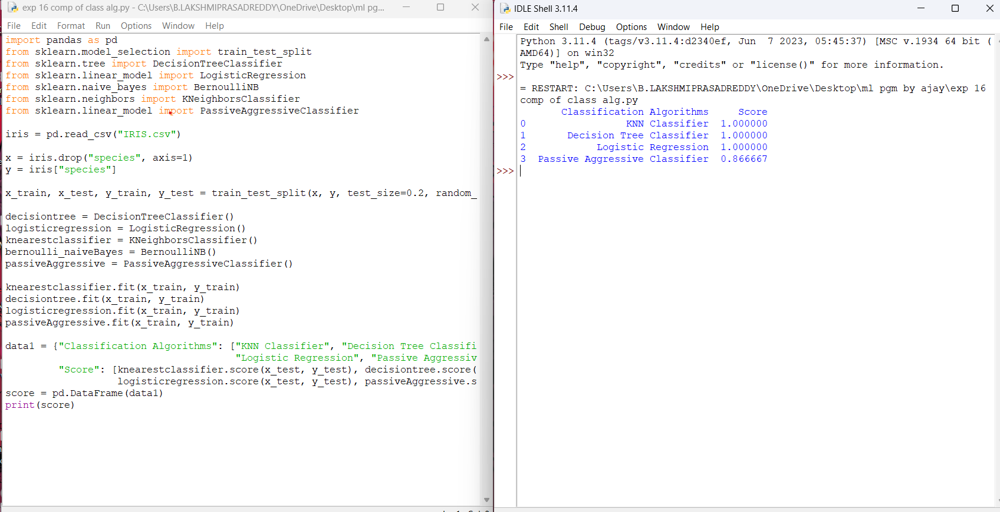 exp 16 comp of class alg.py - C:\Users\B.LAKSHMIPRASADREDDY\OneDrive\Desktop\ml pg...
File Edit Format Run Options Window Help
import pandas as pd
from sklearn.model_selection import train_test_split
from sklearn.tree import DecisionTreeClassifier
from sklearn.linear_model import LogisticRegression
from sklearn.naive_bayes import BernoulliNB
from sklearn.neighbors import KNeighborsClassifier
from sklearn.linear_model import PassiveAggressiveClassifier
iris = pd.read_csv("IRIS.csv")
x = iris.drop("species", axis=1)
y = iris["species"]
x_train, x_test, y_train, y_test = train_test_split(x, y, test_size=0.2, random_
decisiontree = DecisionTreeClassifier()
logisticregression = LogisticRegression()
knearestclassifier = KNeighborsClassifier()
bernoulli_naiveBayes = BernoulliNB()
passiveAggressive = PassiveAggressiveClassifier()
knearestclassifier.fit(x_train, y_train)
decisiontree.fit(x_train, y_train)
logisticregression.fit(x_train, y_train)
passiveAggressive.fit(x_train, y_train)
data1 = {"Classification Algorithms": ["KNN Classifier", "Decision Tree Classifi
"Logistic Regression", "Passive Aggressiv
"Score": [knearestclassifier.score(x_test, y_test), decisiontree.score(
logisticregression.score(x_test, y_test), passiveAggressive.s
score = pd.DataFrame(data1)
print(score)
IDLE Shell 3.11.4
File Edit Shell Debug Options Window Help
Python 3.11.4 (tags/v3.11.4:d2340ef, Jun  7 2023, 05:45:37) [MSC v.1934 64 bit (
AMD64)] on win32
Type "help", "copyright", "credits" or "license()" for more information.
>>>
= RESTART: C:\Users\B.LAKSHMIPRASADREDDY\OneDrive\Desktop\ml pgm by ajay\exp 16
comp of class alg.py
Classification Algorithms Score
0 KNN Classifier 1.000000
1 Decision Tree Classifier 1.000000
2 Logistic Regression 1.000000
3 Passive Aggressive Classifier 0.866667
>>>